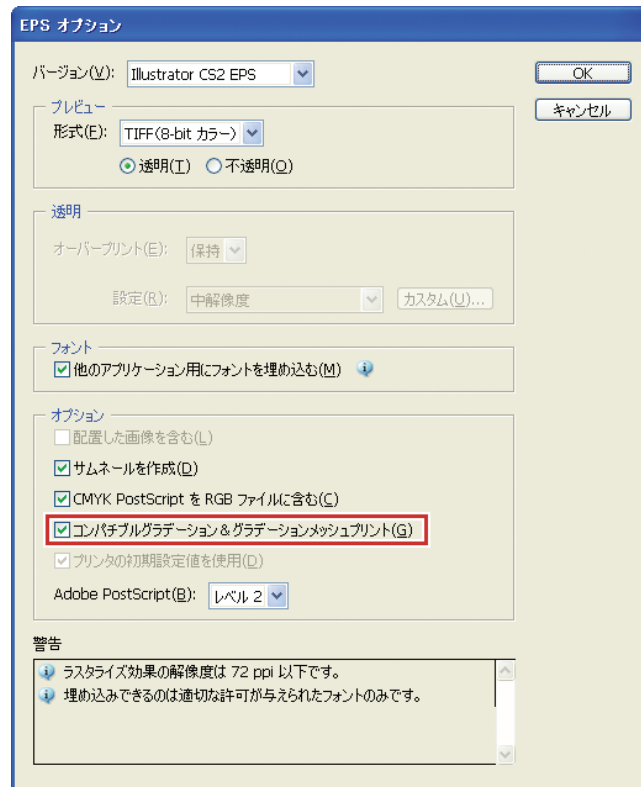 EPS オプション
バージョン(V): Illustrator CS2 EPS
OK
キャンセル
プレビュー
形式(F): TIFF(8-bit カラー)
透明(T) 不透明(O)
透明
オーバープリント(E): 保持
設定(R): 中解像度 カスタム(U)...
フォント
他のアプリケーション用にフォントを埋め込む(M)
オプション
配置した画像を含む(L)
サムネールを作成(D)
CMYK PostScript を RGB ファイルに含む(C)
コンパチブルグラデーション&グラデーションメッシュプリント(G)
プリンタの初期設定値を使用(D)
Adobe PostScript(B): レベル 2
警告
ラスタライズ効果の解像度は 72 ppi 以下です。
埋め込みできるのは適切な許可が与えられたフォントのみです。